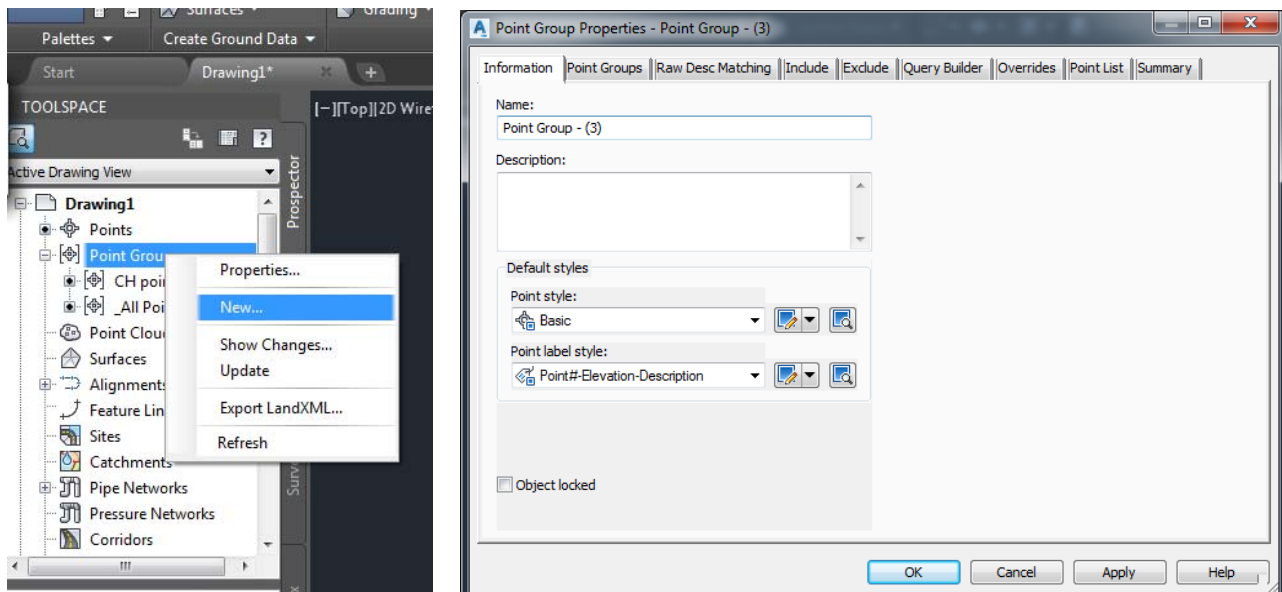 Surfaces
Grading
Palettes
Create Ground Data
Start
Drawing1*
TOOLSPACE
[–][Top][2D Wire
Active Drawing View
Prospector
Drawing1
Points
Point Grou
CH poi
_All Poi
Point Clou
Surfaces
Alignment
Feature Lin
Sites
Catchments
Pipe Networks
Pressure Networks
Corridors
Properties...
New...
Show Changes...
Update
Export LandXML...
Refresh
Surv
Point Group Properties - Point Group - (3)
Information Point Groups Raw Desc Matching Include Exclude Query Builder Overrides Point List Summary
Name:
Point Group - (3)
Description:
Default styles
Point style:
Basic
Point label style:
Point#-Elevation-Description
Object locked
OK Cancel Apply Help